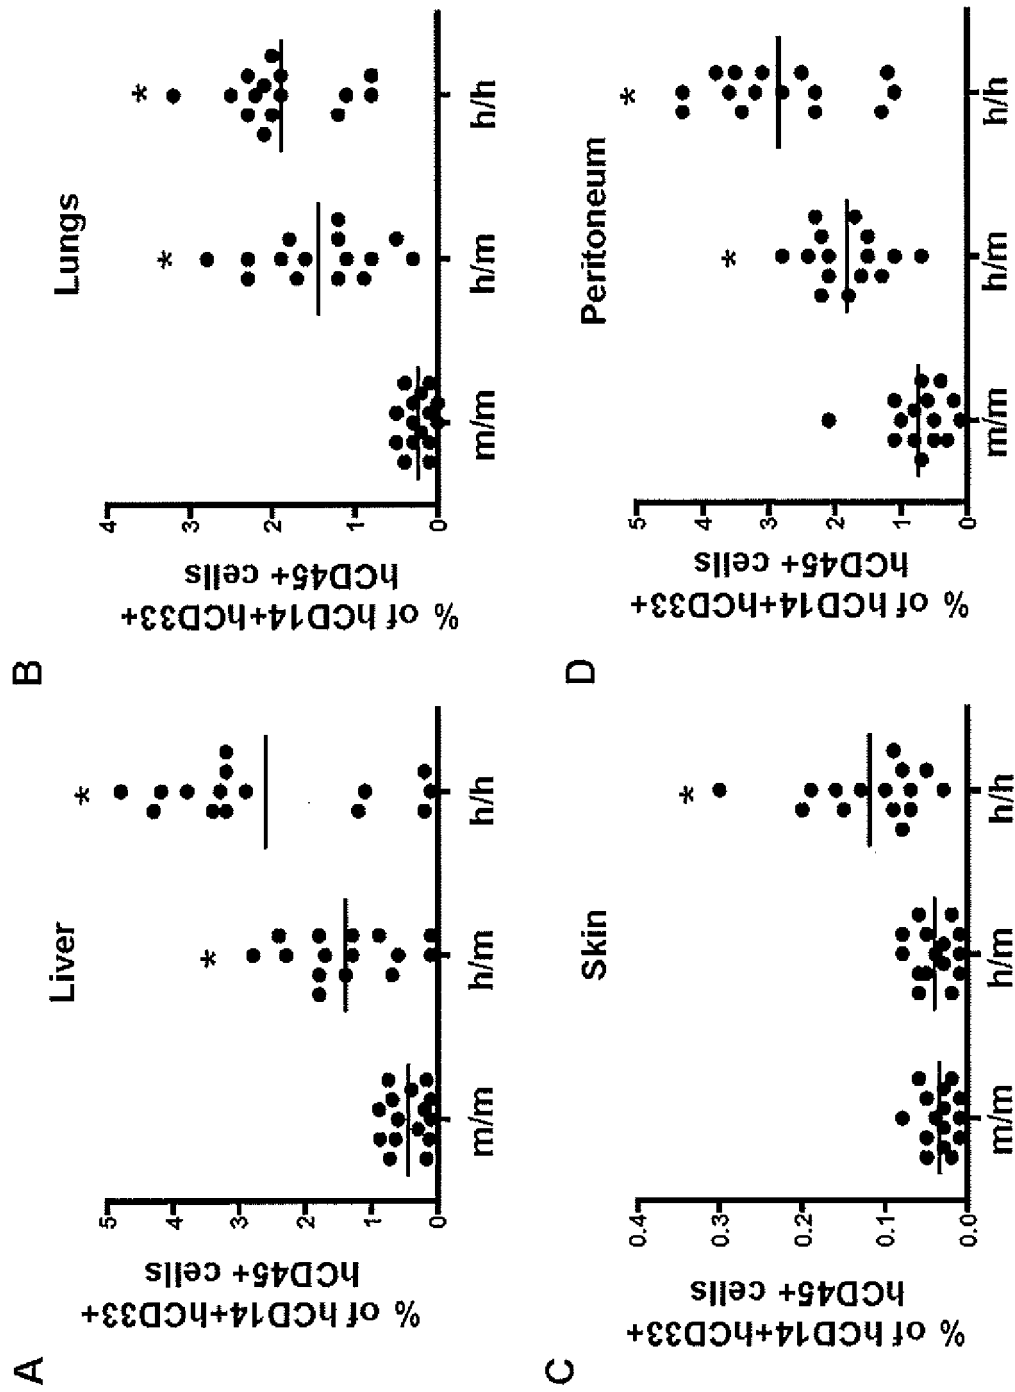 A
Liver
% of hCD14+hCD33+
hCD45+ cells
5
4
3
2
1
0
*
*
m/m
h/m
h/h
B
Lungs
% of hCD14+hCD33+
hCD45+ cells
4
3
2
1
0
*
*
m/m
h/m
h/h
C
Skin
% of hCD14+hCD33+
hCD45+ cells
0.4
0.3
0.2
0.1
0.0
*
m/m
h/m
h/h
D
Peritoneum
% of hCD14+hCD33+
hCD45+ cells
5
4
3
2
1
0
*
*
m/m
h/m
h/h